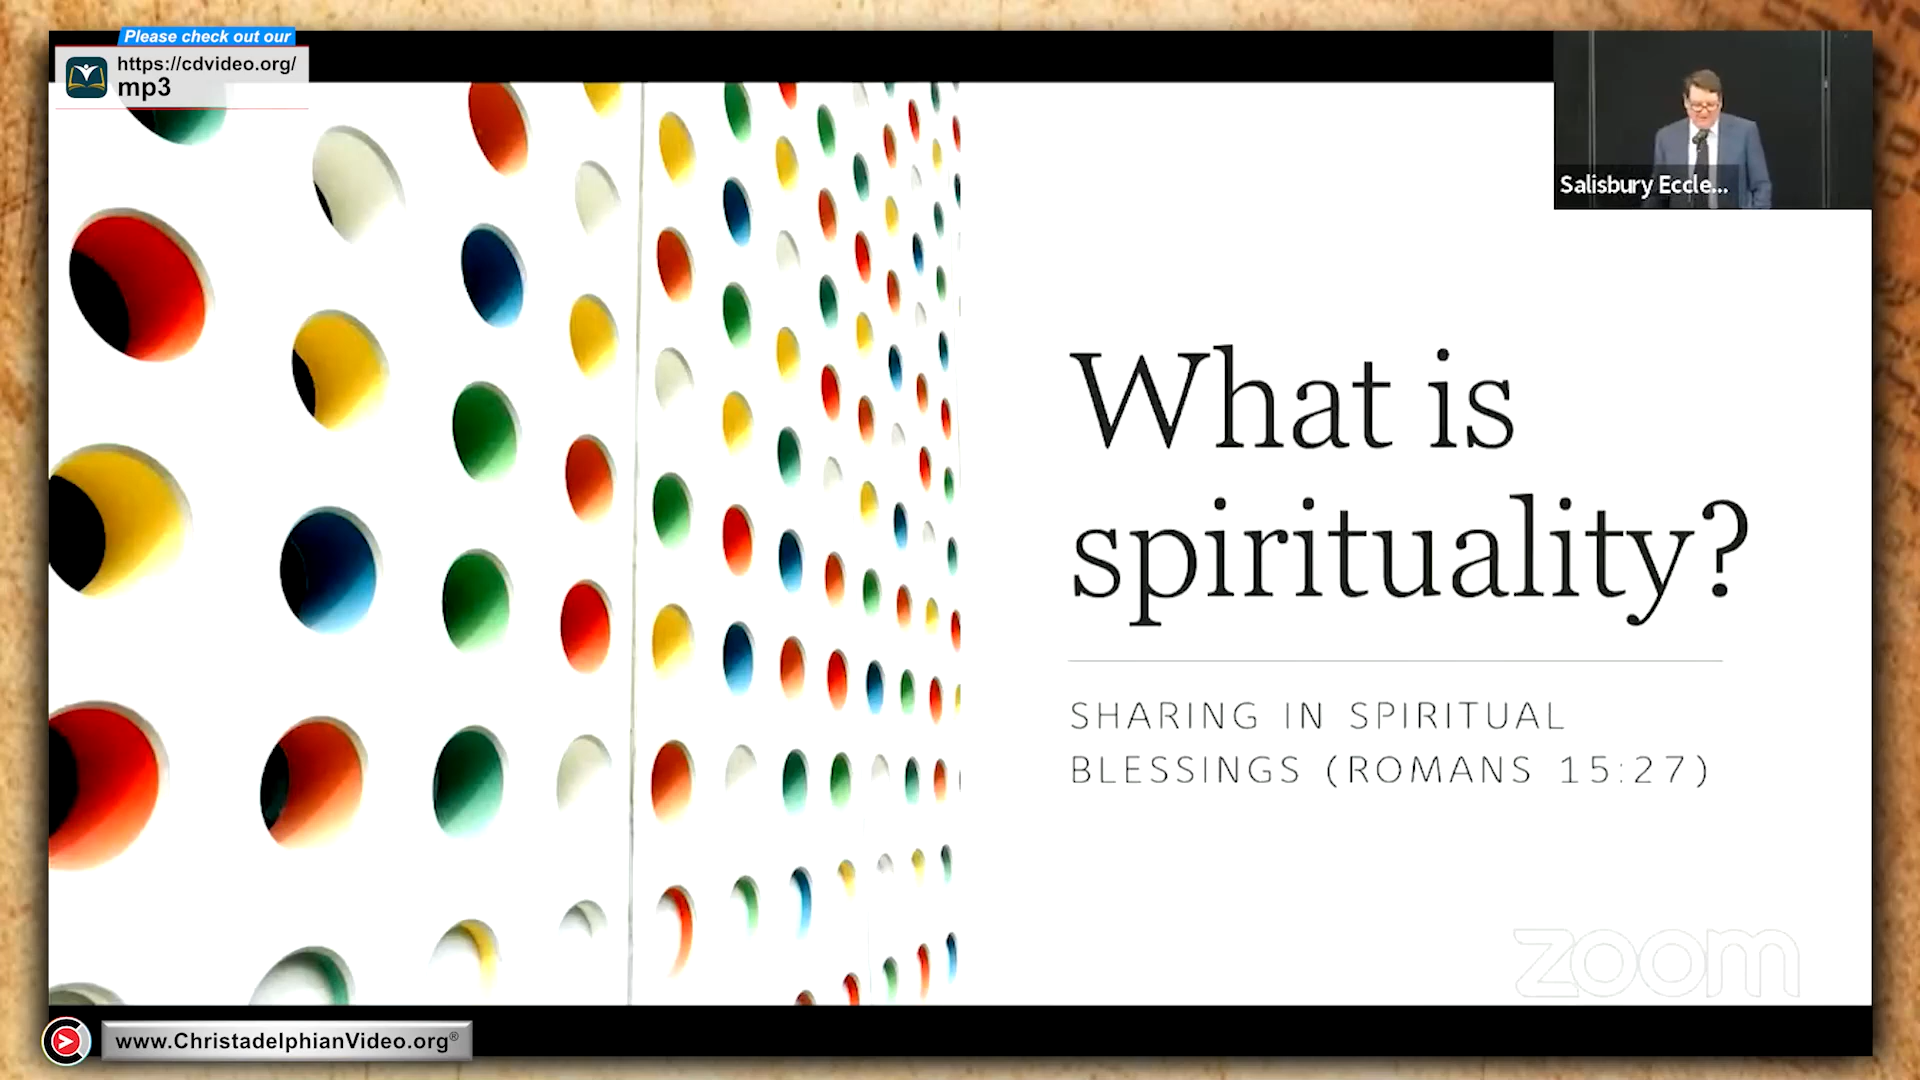 Please check out our
https://cdvideo.org/
mp3
Salisbury Eccle...
What is
spirituality?
SHARING IN SPIRITUAL
BLESSINGS (ROMANS 15:27)
zoom
www.ChristadelphianVideo.org®